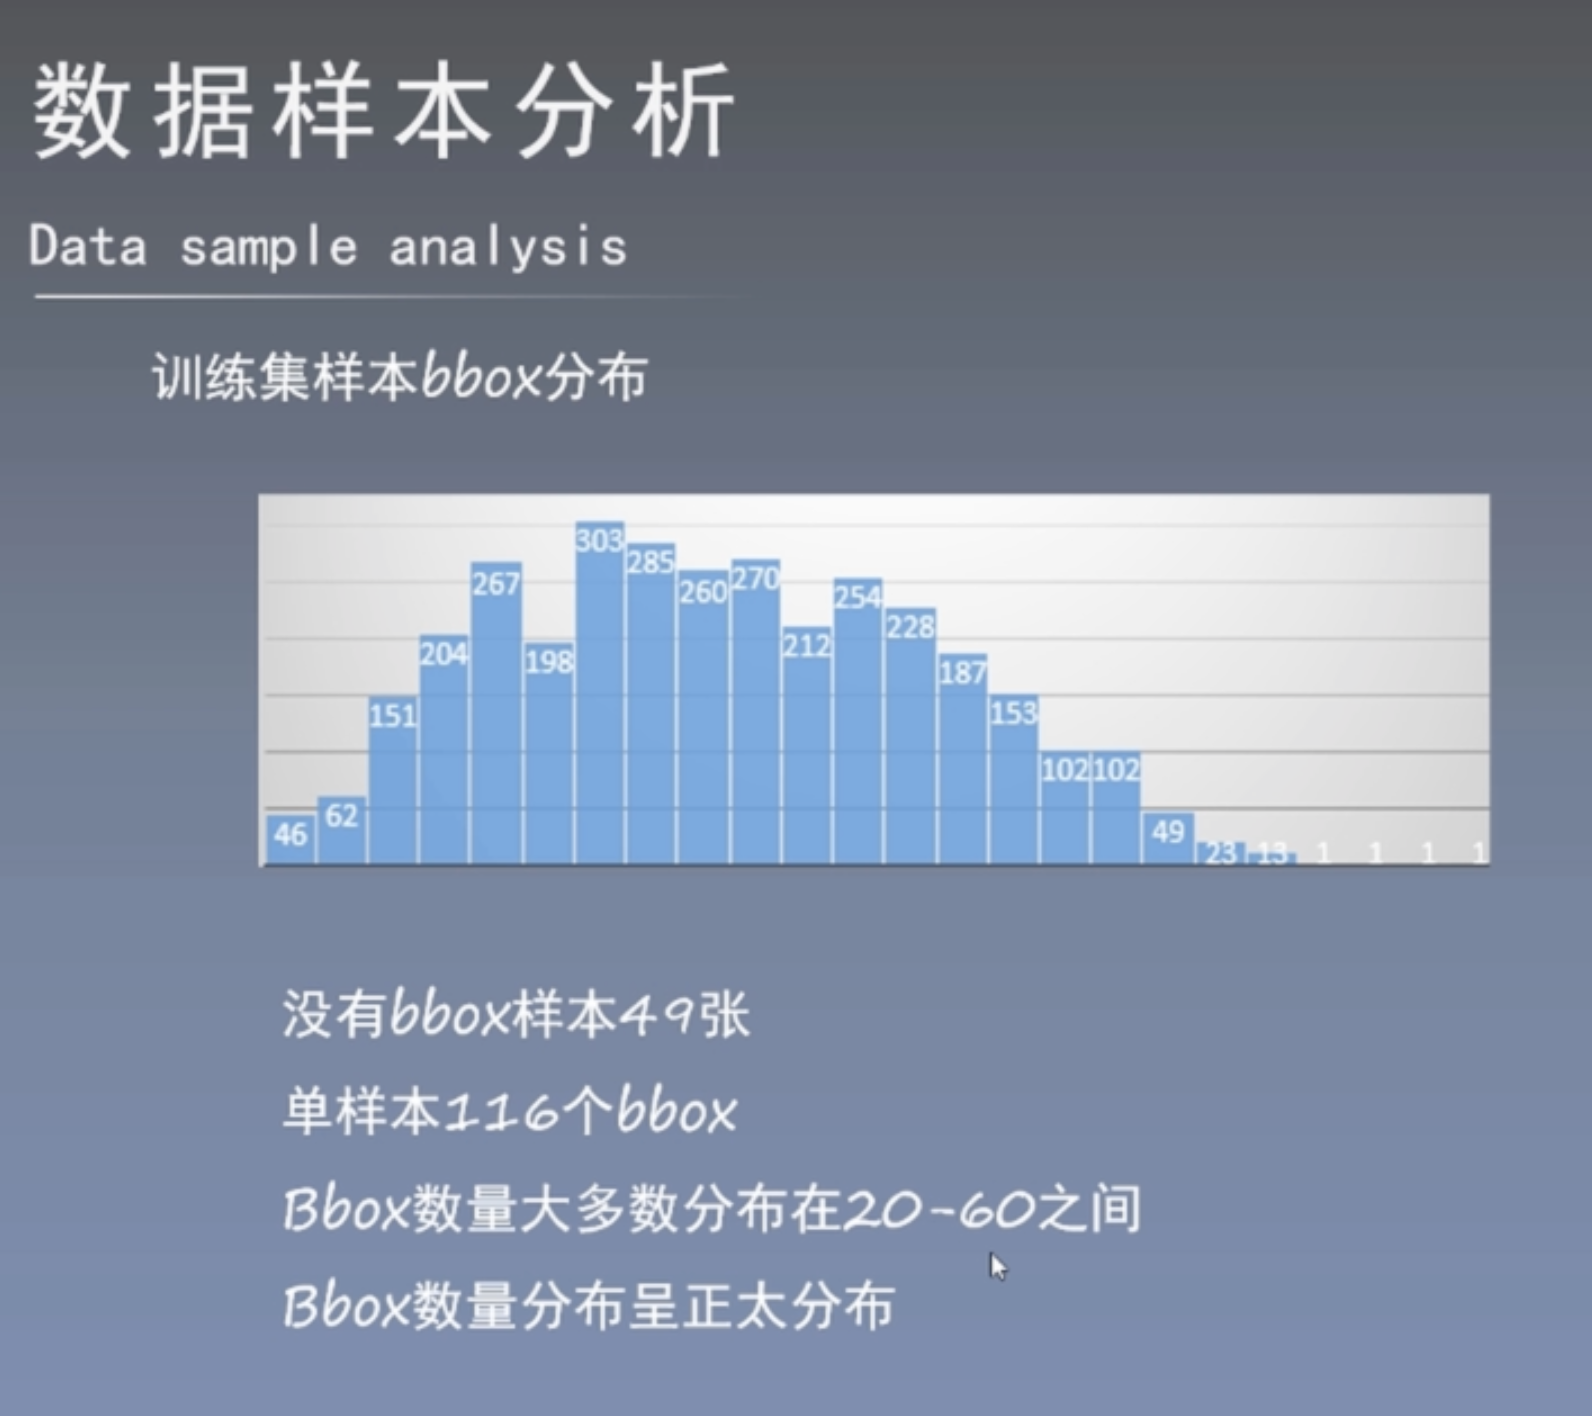 数据样本分析
Data sample analysis
训练集样本bbox分布
46 62 151 204 267 198 303 285 260 270 212 254 228 187 153 102 102 49 23 13 1 1 1 1
没有bbox样本49张
单样本116个bbox
Bbox数量大多数分布在20-60之间
Bbox数量分布呈正太分布